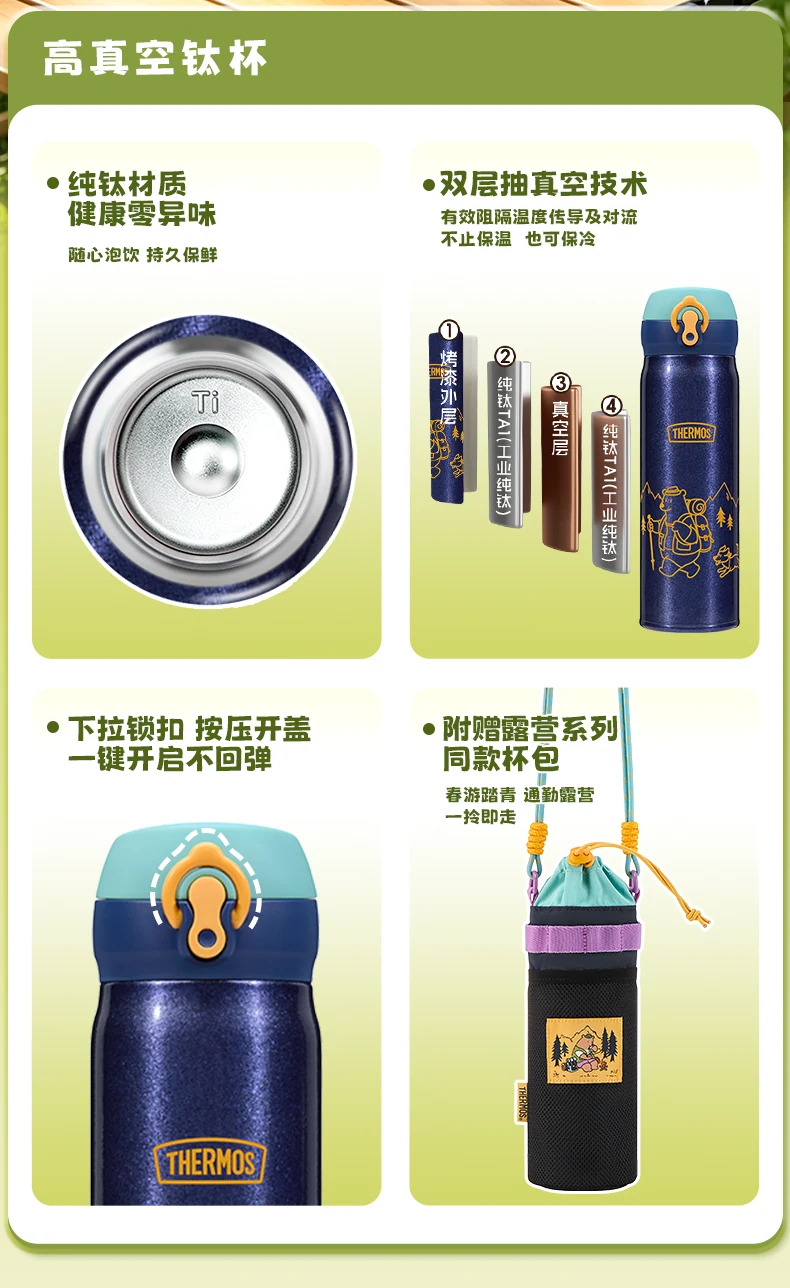 高真空钛杯
纯钛材质
健康零异味
随心泡饮 持久保鲜
Ti
双层抽真空技术
有效阻隔温度传导及对流
不止保温 也可保冷
①
烤漆外层
②
纯钛TA1(工业纯钛)
③
真空层
④
纯钛TA1(工业纯钛)
THERMOS
下拉锁扣 按压开盖
一键开启不回弹
THERMOS
附赠露营系列
同款杯包
春游踏青 通勤露营
一拎即走
THERMOS